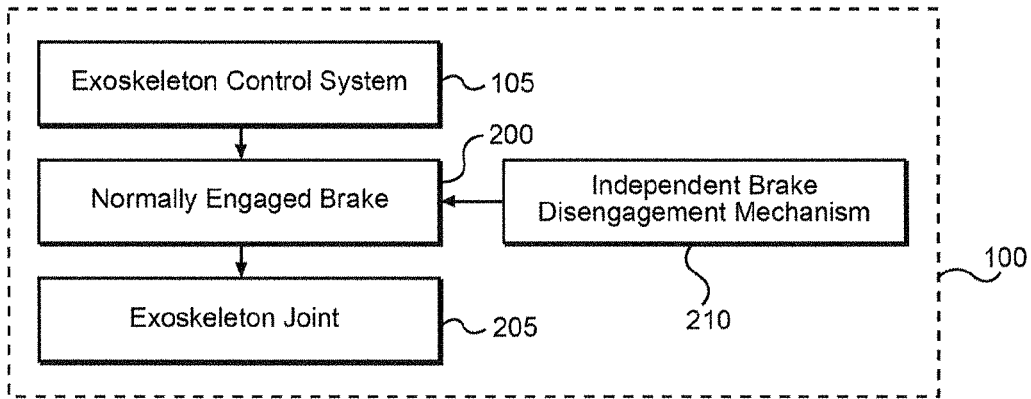 Exoskeleton Control System
105
200
Normally Engaged Brake
Independent Brake
Disengagement Mechanism
100
Exoskeleton Joint
205
210